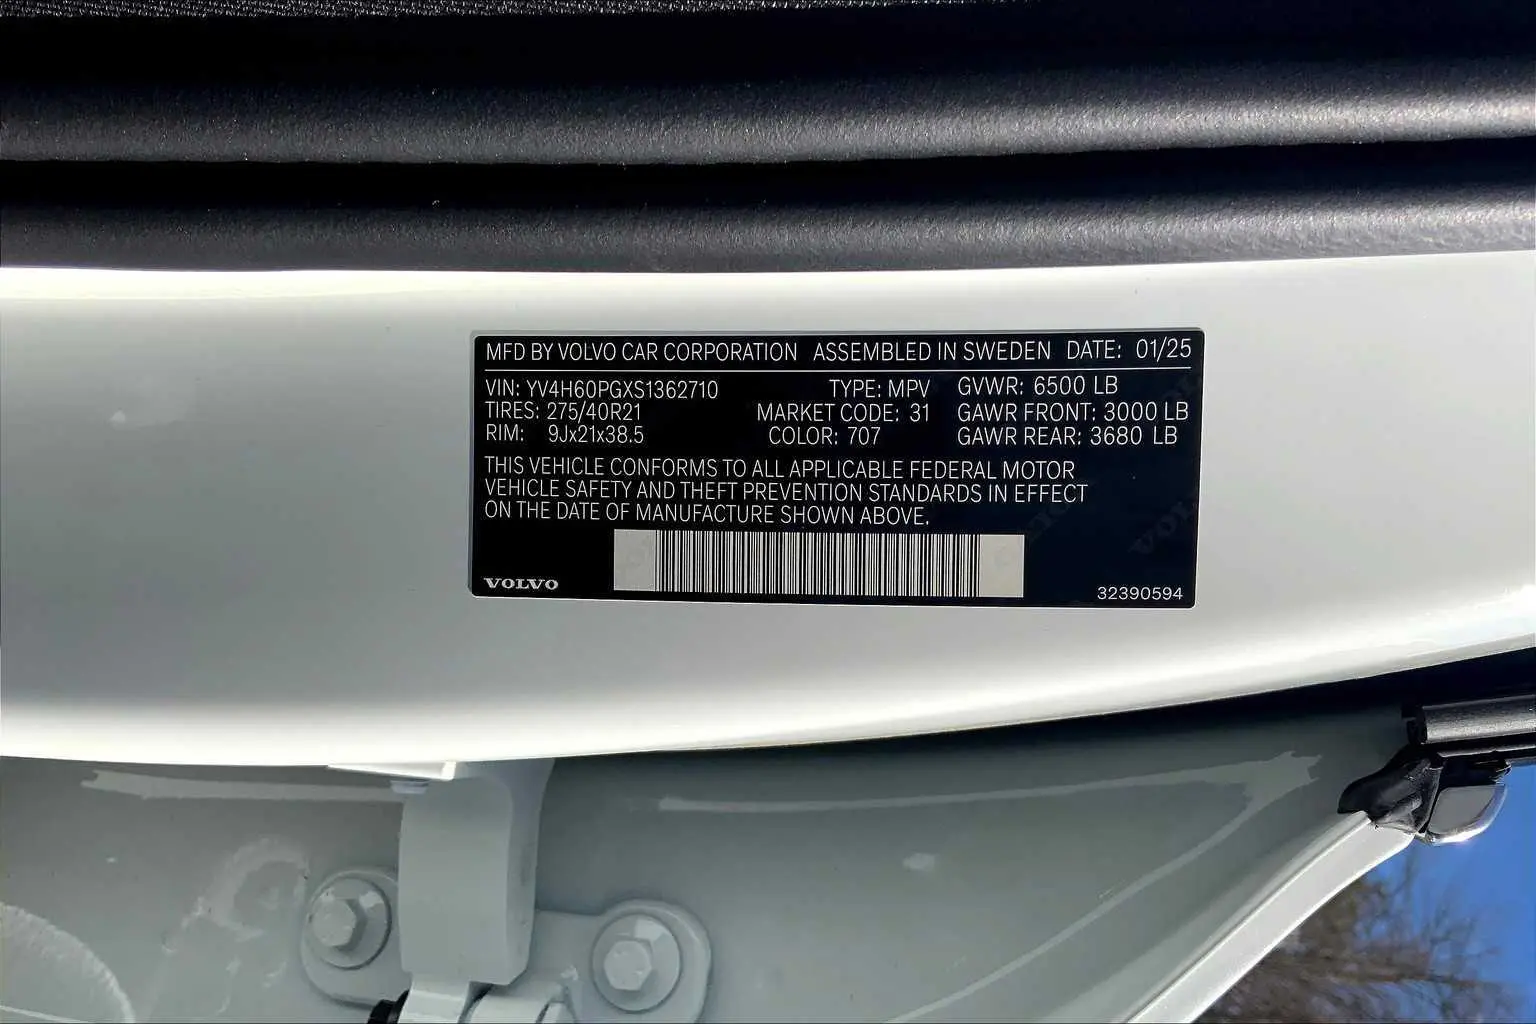 MFD BY VOLVO CAR CORPORATION ASSEMBLED IN SWEDEN DATE: 01/25
VIN: YV4H60PGXS1362710 TYPE: MPV GVWR: 6500 LB
TIRES: 275/40R21 MARKET CODE: 31 GAWR FRONT: 3000 LB
RIM: 9Jx21x38.5 COLOR: 707 GAWR REAR: 3680 LB
THIS VEHICLE CONFORMS TO ALL APPLICABLE FEDERAL MOTOR
VEHICLE SAFETY AND THEFT PREVENTION STANDARDS IN EFFECT
ON THE DATE OF MANUFACTURE SHOWN ABOVE.
VOLVO 32390594